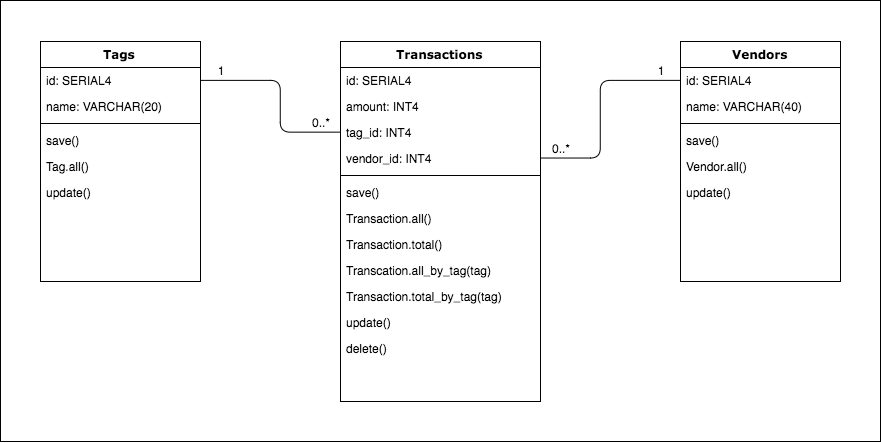 Tags
id: SERIAL4
name: VARCHAR(20)
save()
Tag.all()
update()
1
0..*
Transactions
id: SERIAL4
amount: INT4
tag_id: INT4
vendor_id: INT4
save()
Transaction.all()
Transaction.total()
Transcation.all_by_tag(tag)
Transaction.total_by_tag(tag)
update()
delete()
0..*
1
Vendors
id: SERIAL4
name: VARCHAR(40)
save()
Vendor.all()
update()